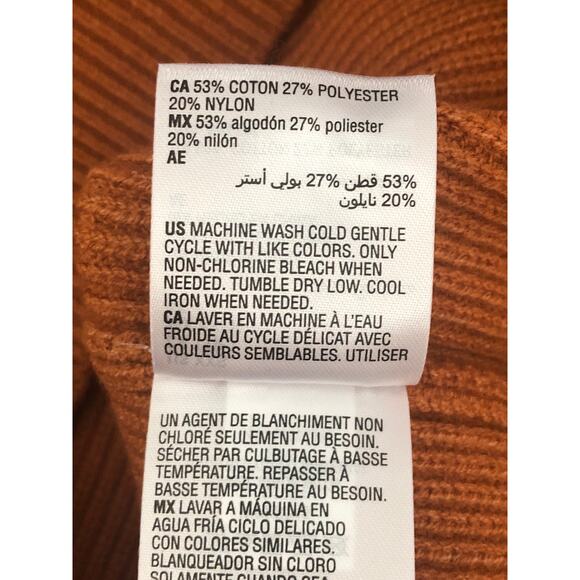 CA 53% COTON 27% POLYESTER
20% NYLON
MX 53% algodón 27% poliester
20% nilón
AE
53% قطن 27% بولي أستر
20% نايلون
US MACHINE WASH COLD GENTLE
CYCLE WITH LIKE COLORS. ONLY
NON-CHLORINE BLEACH WHEN
NEEDED. TUMBLE DRY LOW. COOL
IRON WHEN NEEDED.
CA LAVER EN MACHINE À L'EAU
FROIDE AU CYCLE DÉLICAT AVEC
COULEURS SEMBLABLES. UTILISER
UN AGENT DE BLANCHIMENT NON
CHLORÉ SEULEMENT AU BESOIN.
SÉCHER PAR CULBUTAGE À BASSE
TEMPÉRATURE. REPASSER À
BASSE TEMPÉRATURE AU BESOIN.
MX LAVAR A MÁQUINA EN
AGUA FRÍA CICLO DELICADO
CON COLORES SIMILARES.
BLANQUEADOR SIN CLORO
SOLAMENTE CUANDO SEA